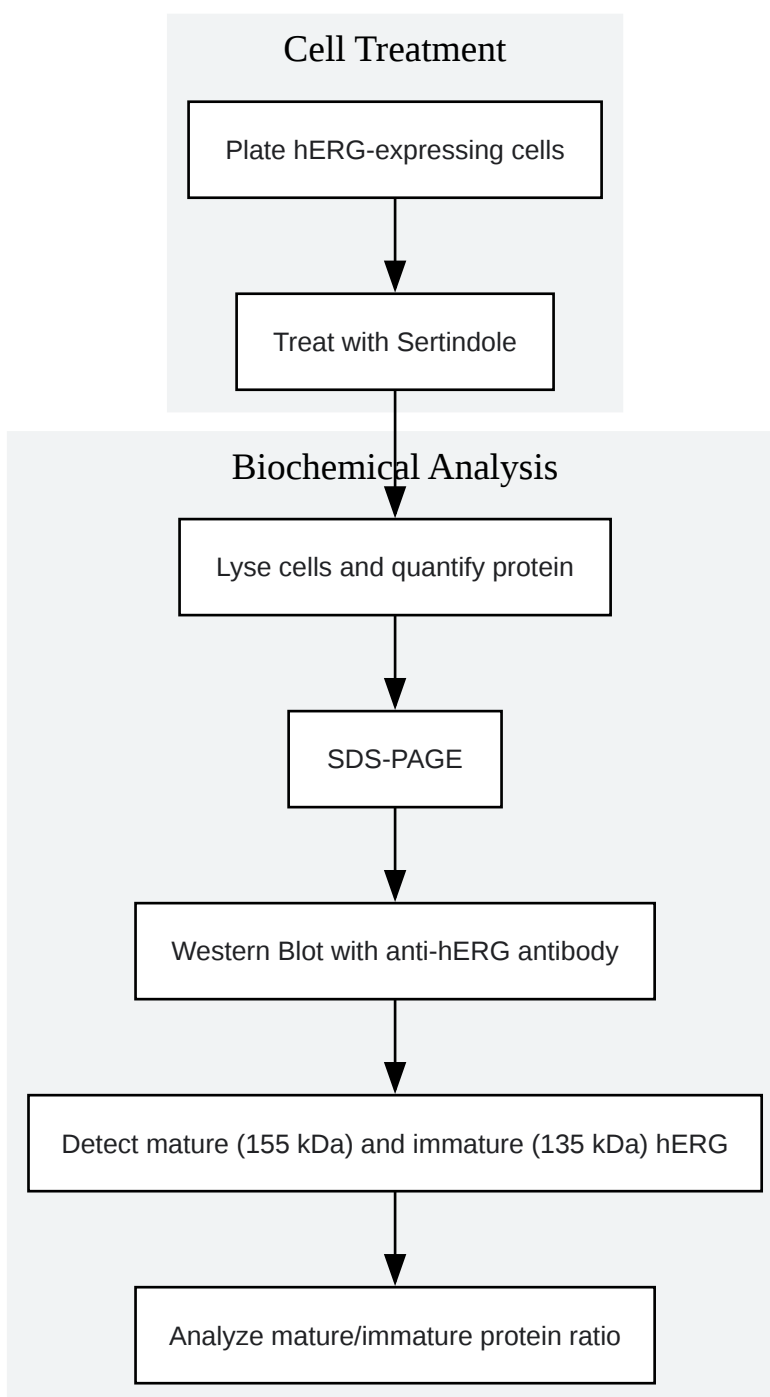 Cell Treatment
Plate hERG-expressing cells
Treat with Sertindole
Biochemical Analysis
Lyse cells and quantify protein
SDS-PAGE
Western Blot with anti-hERG antibody
Detect mature (155 kDa) and immature (135 kDa) hERG
Analyze mature/immature protein ratio